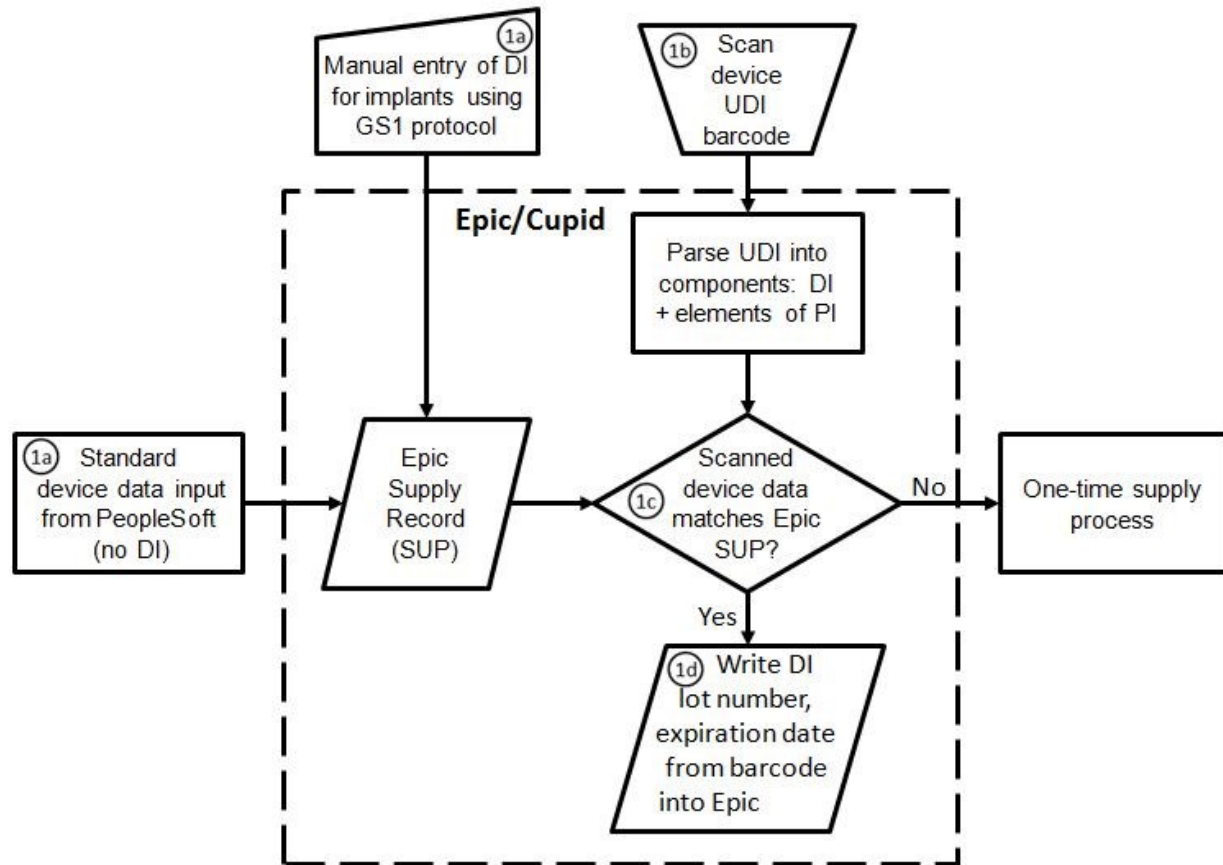 1a
Manual entry of DI
for implants using
GS1 protocol
1b
Scan
device
UDI
barcode
Epic/Cupid
Parse UDI into
components: DI
+ elements of PI
1a Standard
device data input
from PeopleSoft
(no DI)
Epic
Supply
Record
(SUP)
Scanned
device data
1c
matches Epic
SUP?
No
One-time supply
process
Yes
1d Write DI
lot number,
expiration date
from barcode
into Epic